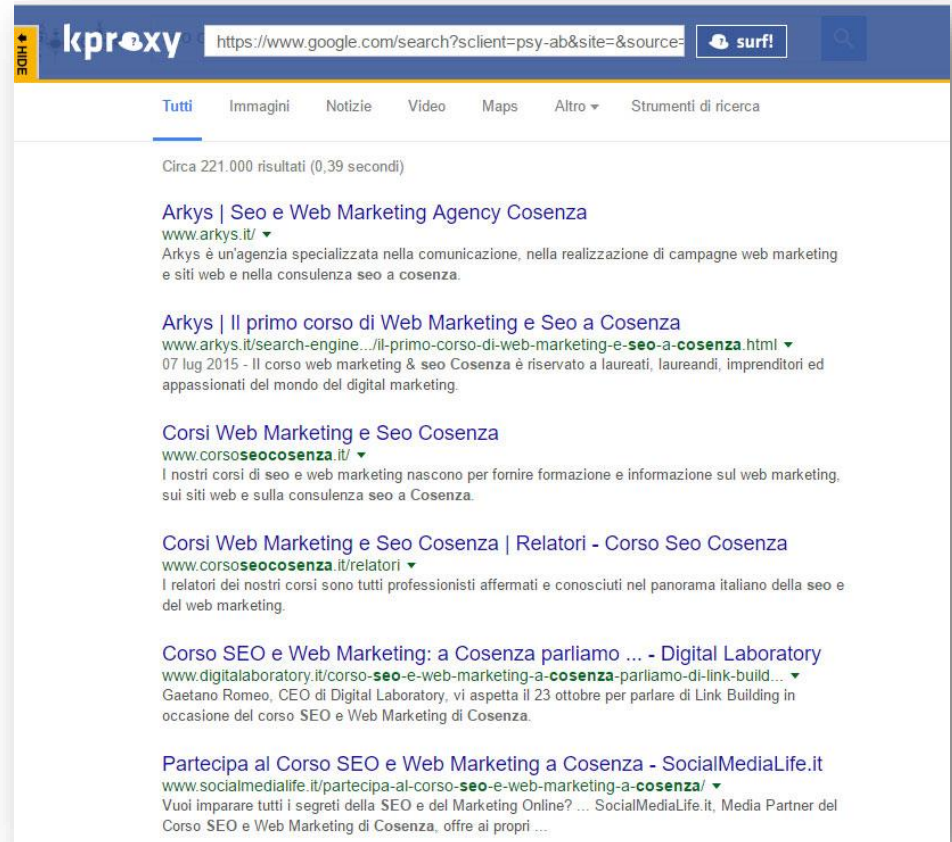 HIDE
kproxy https://www.google.com/search?sclient=psy-ab&site=&source= surf!
Tutti Immagini Notizie Video Maps Altro Strumenti di ricerca
Circa 221.000 risultati (0,39 secondi)
Arkys | Seo e Web Marketing Agency Cosenza
www.arkys.it/
Arkys è un'agenzia specializzata nella comunicazione, nella realizzazione di campagne web marketing
e siti web e nella consulenza seo a cosenza.
Arkys | Il primo corso di Web Marketing e Seo a Cosenza
www.arkys.it/search-engine.../il-primo-corso-di-web-marketing-e-seo-a-cosenza.html
07 lug 2015 - Il corso web marketing & seo Cosenza è riservato a laureati, laureandi, imprenditori ed
appassionati del mondo del digital marketing.
Corsi Web Marketing e Seo Cosenza
www.corsoseocosenza.it/
I nostri corsi di seo e web marketing nascono per fornire formazione e informazione sul web marketing,
sui siti web e sulla consulenza seo a Cosenza.
Corsi Web Marketing e Seo Cosenza | Relatori - Corso Seo Cosenza
www.corsoseocosenza.it/relatori
I relatori dei nostri corsi sono tutti professionisti affermati e conosciuti nel panorama italiano della seo e
del web marketing.
Corso SEO e Web Marketing: a Cosenza parliamo ... - Digital Laboratory
www.digitalaboratory.it/corso-seo-e-web-marketing-a-cosenza-parliamo-di-link-build...
Gaetano Romeo, CEO di Digital Laboratory, vi aspetta il 23 ottobre per parlare di Link Building in
occasione del corso SEO e Web Marketing di Cosenza.
Partecipa al Corso SEO e Web Marketing a Cosenza - SocialMediaLife.it
www.socialmedialife.it/partecipa-al-corso-seo-e-web-marketing-a-cosenza/
Vuoi imparare tutti i segreti della SEO e del Marketing Online? ... SocialMediaLife.it, Media Partner del
Corso SEO e Web Marketing di Cosenza, offre ai propri ...